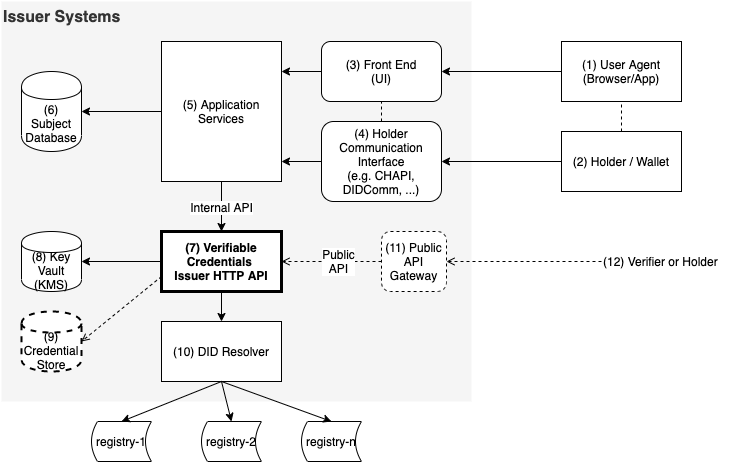 Issuer Systems
(1) User Agent
(Browser/App)
(2) Holder / Wallet
(3) Front End
(UI)
(4) Holder
Communication
Interface
(e.g. CHAPI,
DIDComm, ...)
(5) Application
Services
(6)
Subject
Database
Internal API
(7) Verifiable
Credentials
Issuer HTTP API
(8) Key
Vault
(KMS)
(9)
Credential
Store
(10) DID Resolver
Public
API
(11) Public
API
Gateway
(12) Verifier or Holder
registry-1
registry-2
registry-n